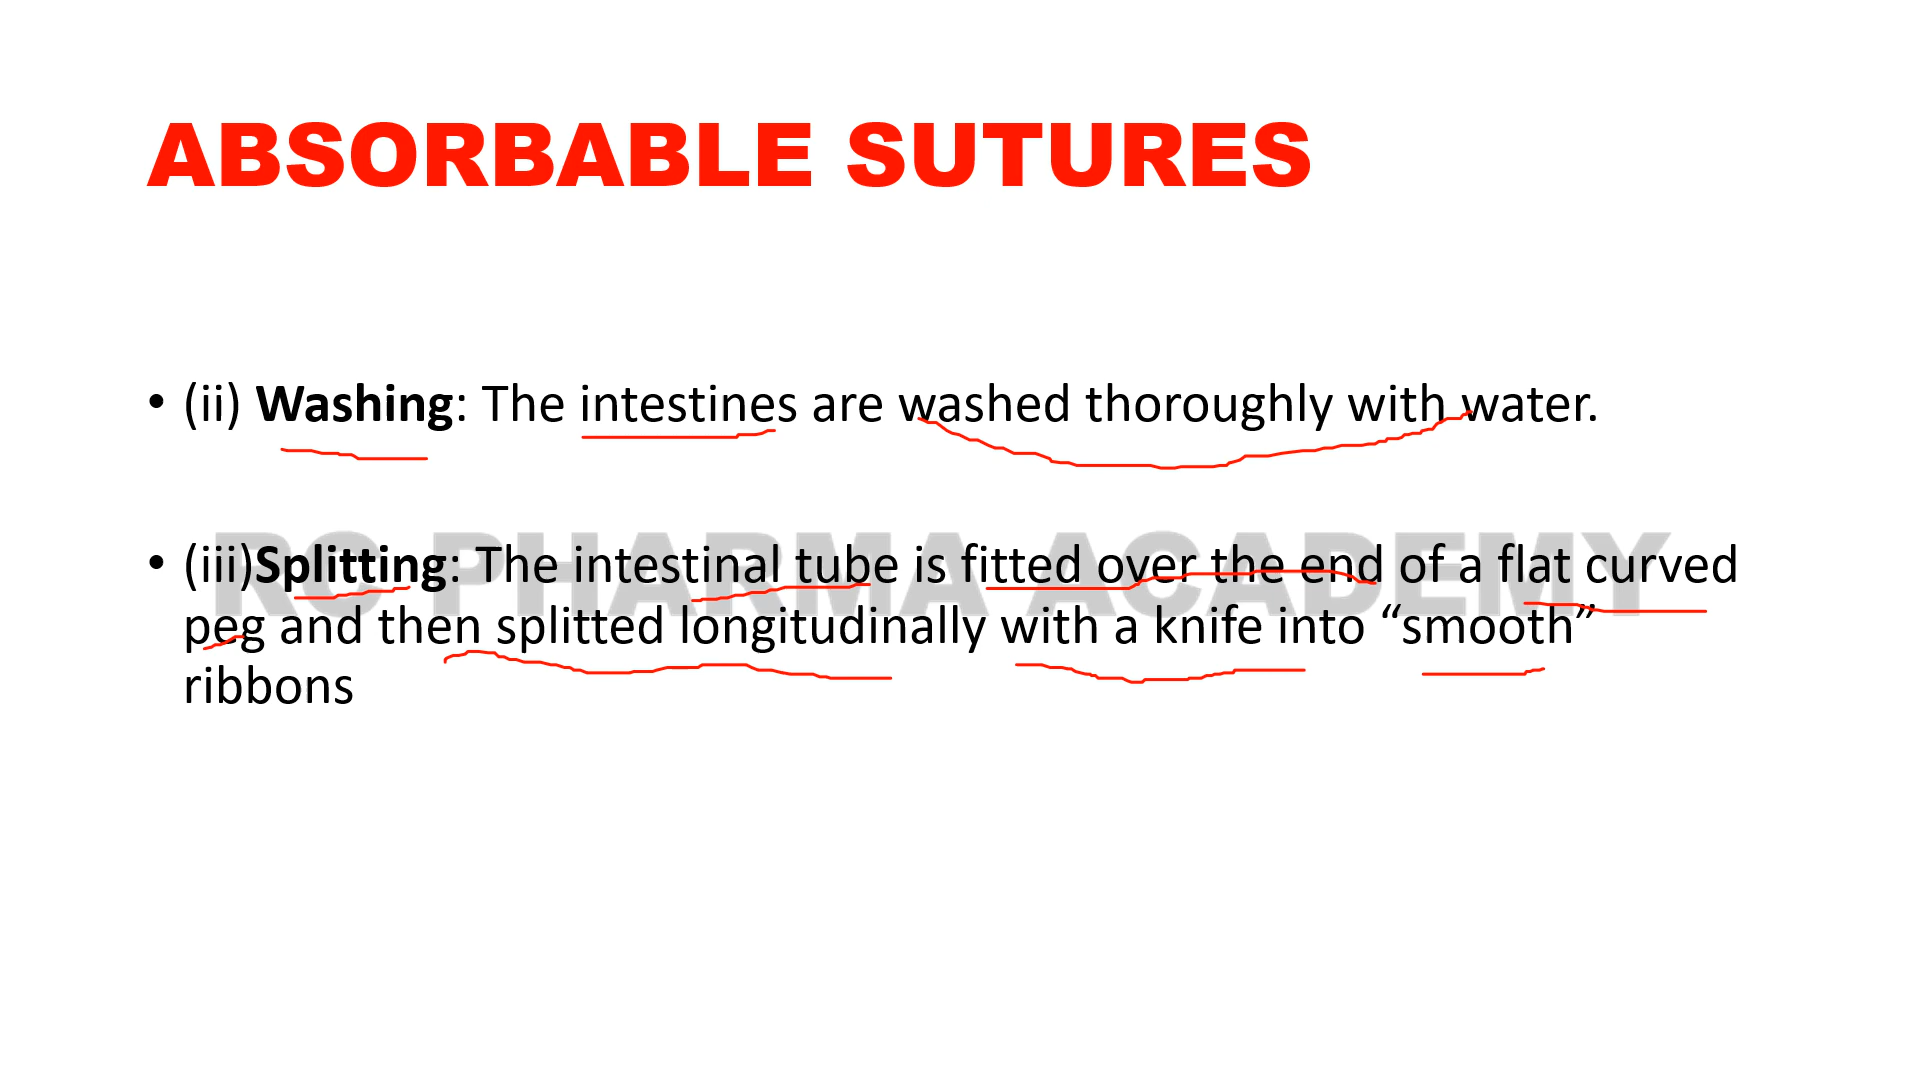 ABSORBABLE SUTURES
• (ii) Washing: The intestines are washed thoroughly with water.
RC PHARMA ACADEMY
• (iii)Splitting: The intestinal tube is fitted over the end of a flat curved
peg and then splitted longitudinally with a knife into “smooth”
ribbons